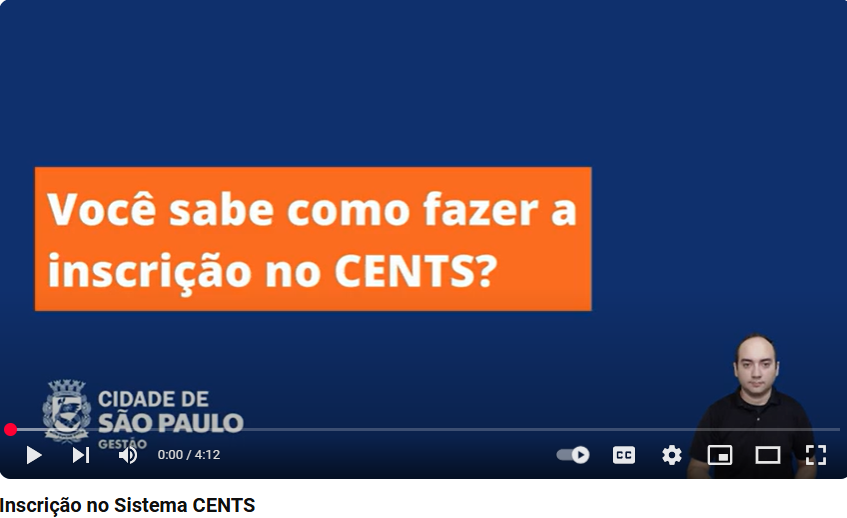 Você sabe como fazer a
inscrição no CENTS?
CIDADE DE
SÃO PAULO
GESTÃO
0:00 / 4:12
CC
Inscrição no Sistema CENTS